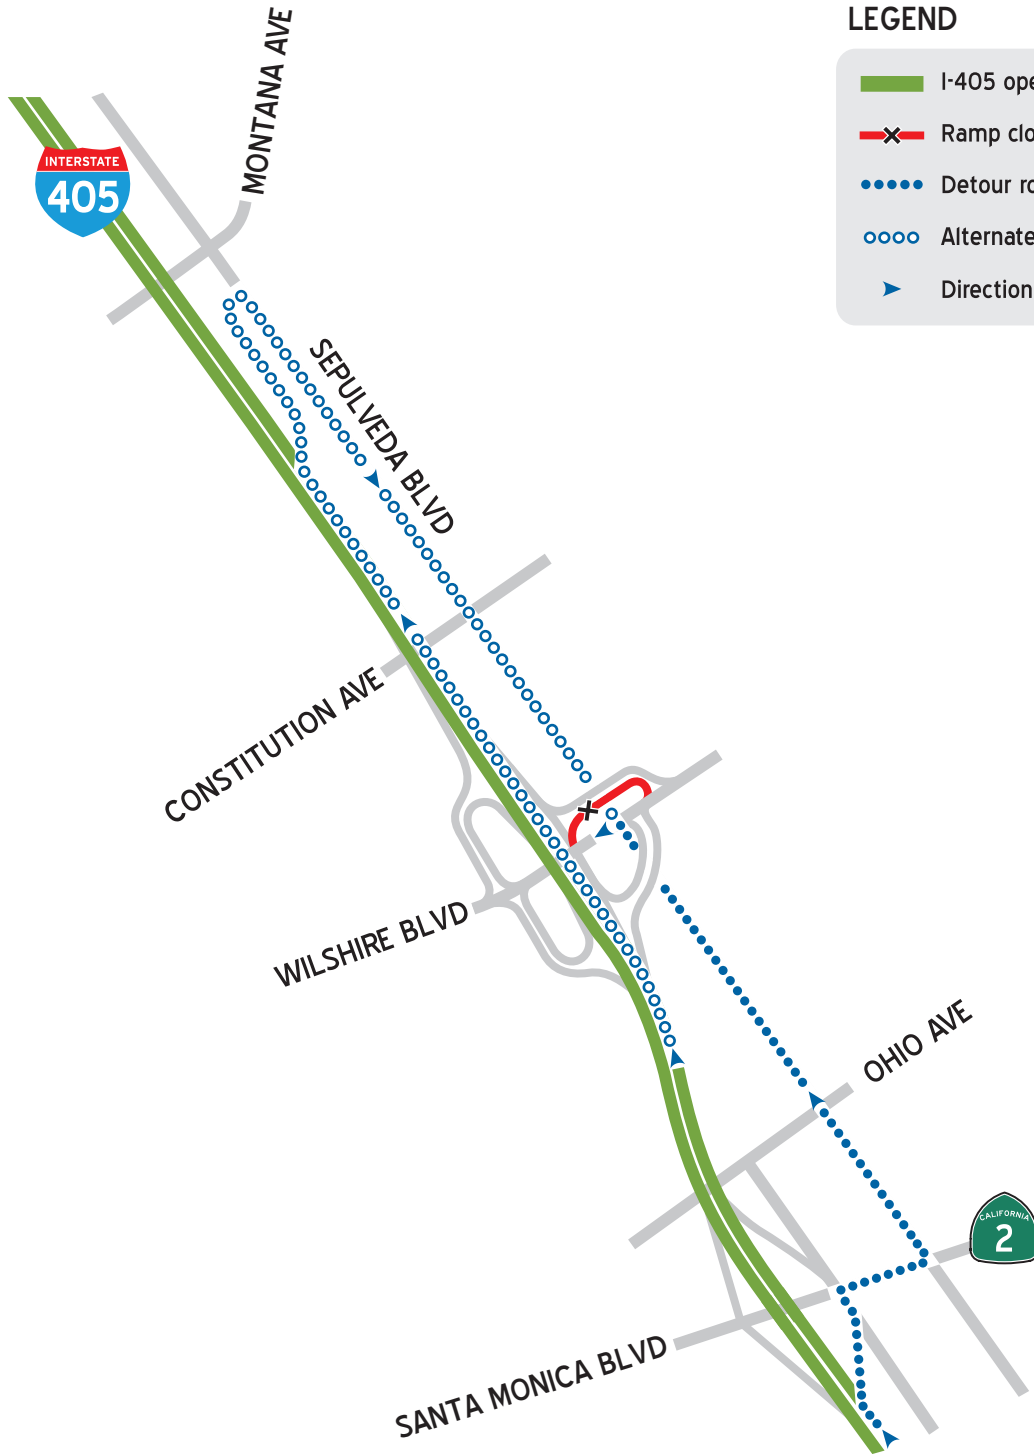 LEGEND
I-405 ope
Ramp clo
Detour ro
Alternate
Direction
MONTANA AVE
INTERSTATE
405
SEPULVEDA BLVD
CONSTITUTION AVE
WILSHIRE BLVD
OHIO AVE
CALIFORNIA
2
SANTA MONICA BLVD